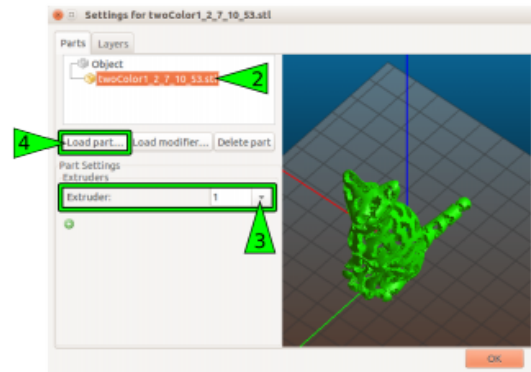 Settings for twoColor1_2_7_10_53.stl
Parts Layers
Object
twoColor1_2_7_10_53.stl
2
4
Load part... Load modifier... Delete part
Part Settings
Extruders
Extruder: 1
3
OK